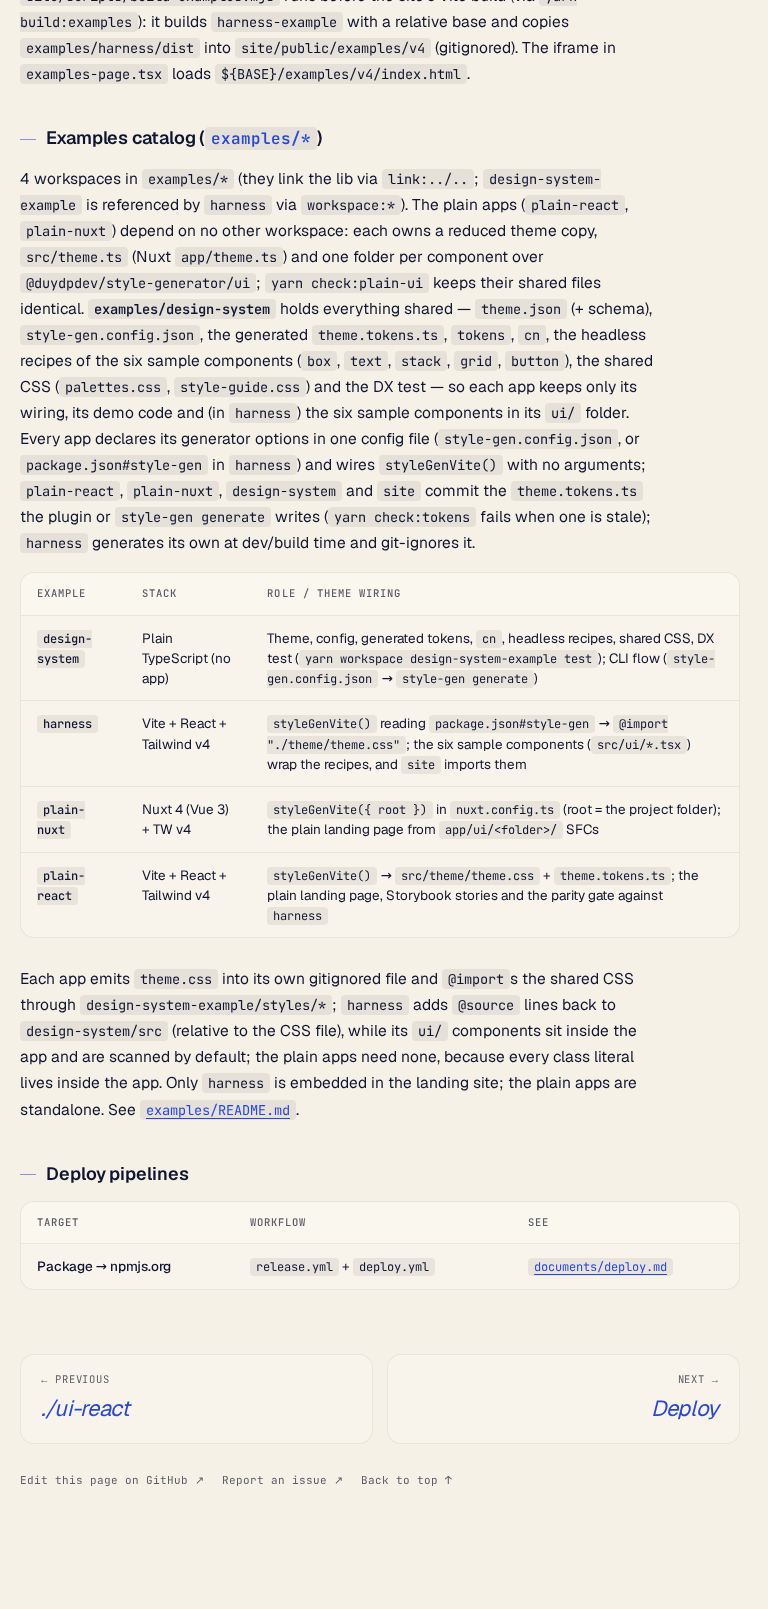 build:examples ): it builds harness-example with a relative base and copies
examples/harness/dist into site/public/examples/v4 (gitignored). The iframe in
examples-page.tsx loads ${BASE}/examples/v4/index.html .
— Examples catalog ( examples/* )
4 workspaces in examples/* (they link the lib via link:../.. ; design-system-
example is referenced by harness via workspace:* ). The plain apps ( plain-react ,
plain-nuxt ) depend on no other workspace: each owns a reduced theme copy,
src/theme.ts (Nuxt app/theme.ts ) and one folder per component over
@duydpdev/style-generator/ui ; yarn check:plain-ui keeps their shared files
identical. examples/design-system holds everything shared — theme.json (+ schema),
style-gen.config.json , the generated theme.tokens.ts , tokens , cn , the headless
recipes of the six sample components ( box , text , stack , grid , button ), the shared
CSS ( palettes.css , style-guide.css ) and the DX test — so each app keeps only its
wiring, its demo code and (in harness ) the six sample components in its ui/ folder.
Every app declares its generator options in one config file ( style-gen.config.json , or
package.json#style-gen in harness ) and wires styleGenVite() with no arguments;
plain-react , plain-nuxt , design-system and site commit the theme.tokens.ts
the plugin or style-gen generate writes ( yarn check:tokens fails when one is stale);
harness generates its own at dev/build time and git-ignores it.
EXAMPLE STACK ROLE / THEME WIRING
design- Plain Theme, config, generated tokens, cn , headless recipes, shared CSS, DX
system TypeScript (no test ( yarn workspace design-system-example test ); CLI flow ( style-
app) gen.config.json → style-gen generate )
harness Vite + React + styleGenVite() reading package.json#style-gen → @import
Tailwind v4 "./theme/theme.css" ; the six sample components ( src/ui/*.tsx )
wrap the recipes, and site imports them
plain- Nuxt 4 (Vue 3) styleGenVite({ root }) in nuxt.config.ts (root = the project folder);
nuxt + TW v4 the plain landing page from app/ui/<folder>/ SFCs
plain- Vite + React + styleGenVite() → src/theme/theme.css + theme.tokens.ts ; the
react Tailwind v4 plain landing page, Storybook stories and the parity gate against
harness
Each app emits theme.css into its own gitignored file and @import s the shared CSS
through design-system-example/styles/* ; harness adds @source lines back to
design-system/src (relative to the CSS file), while its ui/ components sit inside the
app and are scanned by default; the plain apps need none, because every class literal
lives inside the app. Only harness is embedded in the landing site; the plain apps are
standalone. See examples/README.md .
— Deploy pipelines
TARGET WORKFLOW SEE
Package → npmjs.org release.yml + deploy.yml documents/deploy.md
← PREVIOUS NEXT →
./ui-react Deploy
Edit this page on GitHub ↗ Report an issue ↗ Back to top ↑